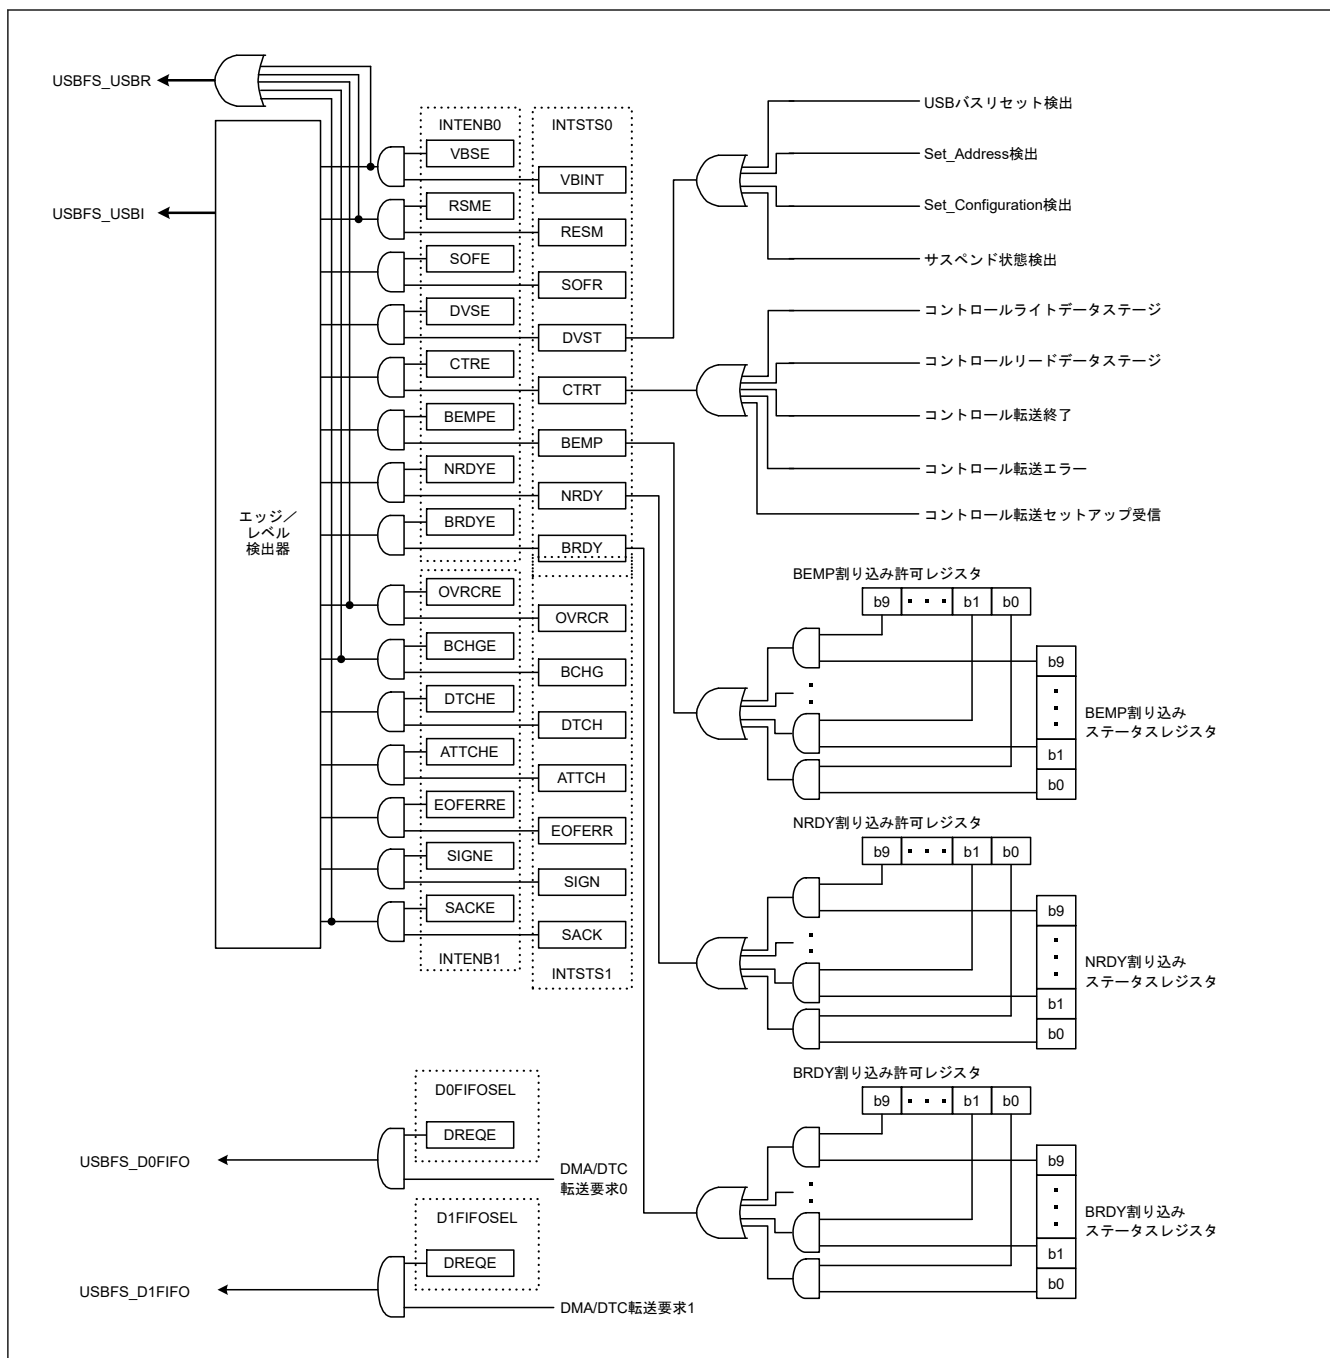 USBFS_USBR
USBFS_USBI
エッジ/
レベル
検出器
INTENB0
VBSE
RSME
SOFE
DVSE
CTRE
BEMPE
NRDYE
BRDYE
OVRCRE
BCHGE
DTCHE
ATTCHE
EOFERRE
SIGNE
SACKE
INTENB1
INTSTS0
VBINT
RESM
SOFR
DVST
CTRT
BEMP
NRDY
BRDY
OVRCR
BCHG
DTCH
ATTCH
EOFERR
SIGN
SACK
INTSTS1
USBバスリセット検出
Set_Address検出
Set_Configuration検出
サスペンド状態検出
コントロールライトデータステージ
コントロールリードデータステージ
コントロール転送終了
コントロール転送エラー
コントロール転送セットアップ受信
BEMP割り込み許可レジスタ
b9 ・・・ b1 b0
b9
b1
b0
BEMP割り込み
ステータスレジスタ
NRDY割り込み許可レジスタ
b9 ・・・ b1 b0
b9
b1
b0
NRDY割り込み
ステータスレジスタ
BRDY割り込み許可レジスタ
b9 ・・・ b1 b0
b9
b1
b0
BRDY割り込み
ステータスレジスタ
D0FIFOSEL
DREQE
USBFS_D0FIFO
DMA/DTC
転送要求0
D1FIFOSEL
DREQE
USBFS_D1FIFO
DMA/DTC転送要求1